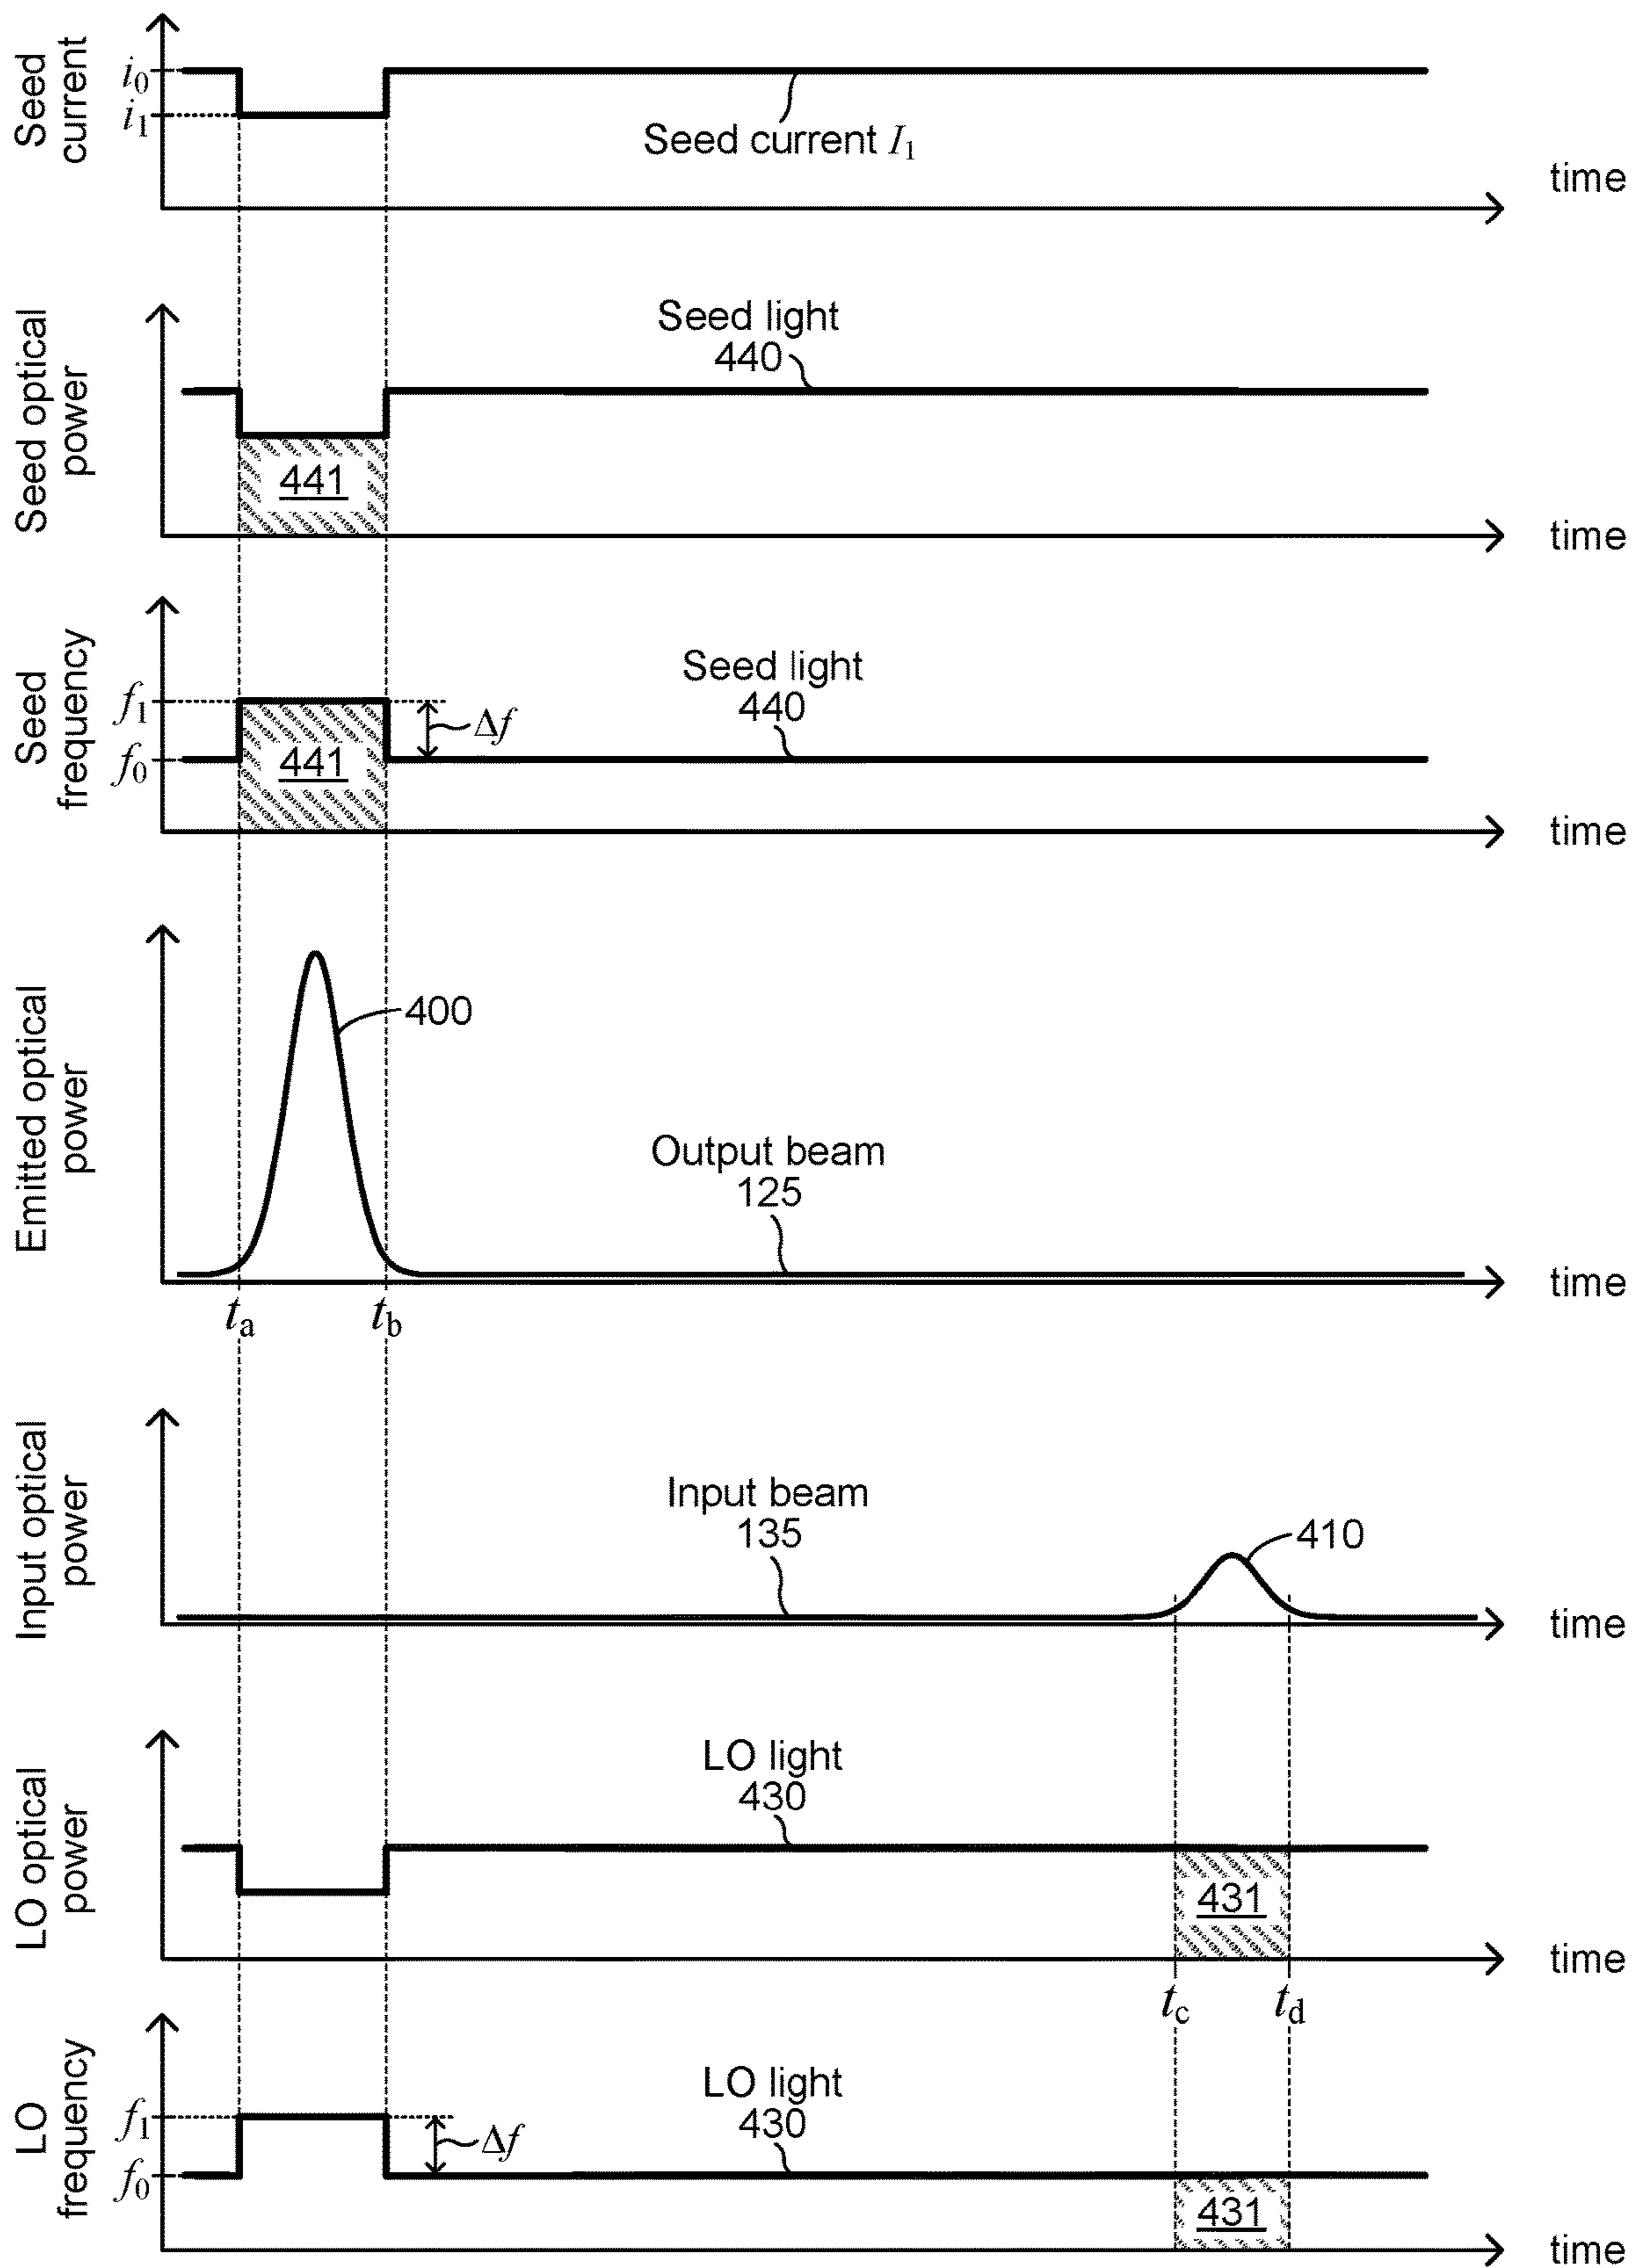 Seed
current
i0
i1
Seed current I1
time
Seed optical
power
Seed light
440
441
time
Seed
frequency
f1
f0
Seed light
440
Δf
441
time
Emitted optical
power
400
Output beam
125
time
ta
tb
Input optical
power
Input beam
135
410
time
LO optical
power
LO light
430
431
time
tc
td
LO
frequency
f1
f0
LO light
430
Δf
431
time